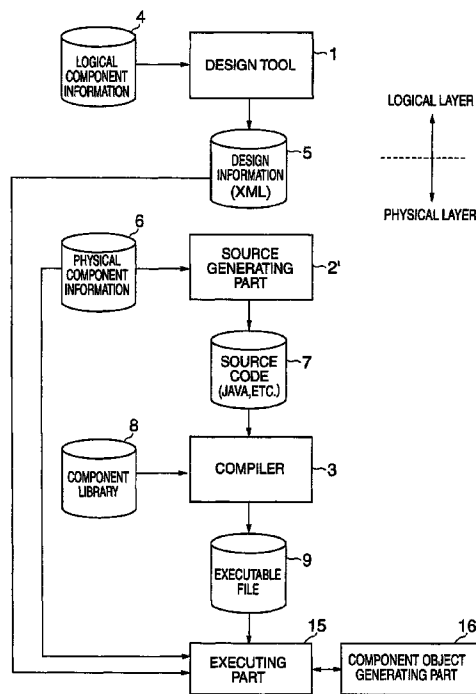 4
LOGICAL
COMPONENT
INFORMATION
DESIGN TOOL
1
LOGICAL LAYER
PHYSICAL LAYER
5
DESIGN
INFORMATION
(XML)
6
PHYSICAL
COMPONENT
INFORMATION
SOURCE
GENERATING
PART
2'
SOURCE
CODE
(JAVA,ETC.)
7
8
COMPONENT
LIBRARY
COMPILER
3
9
EXECUTABLE
FILE
15
EXECUTING
PART
16
COMPONENT OBJECT
GENERATING PART